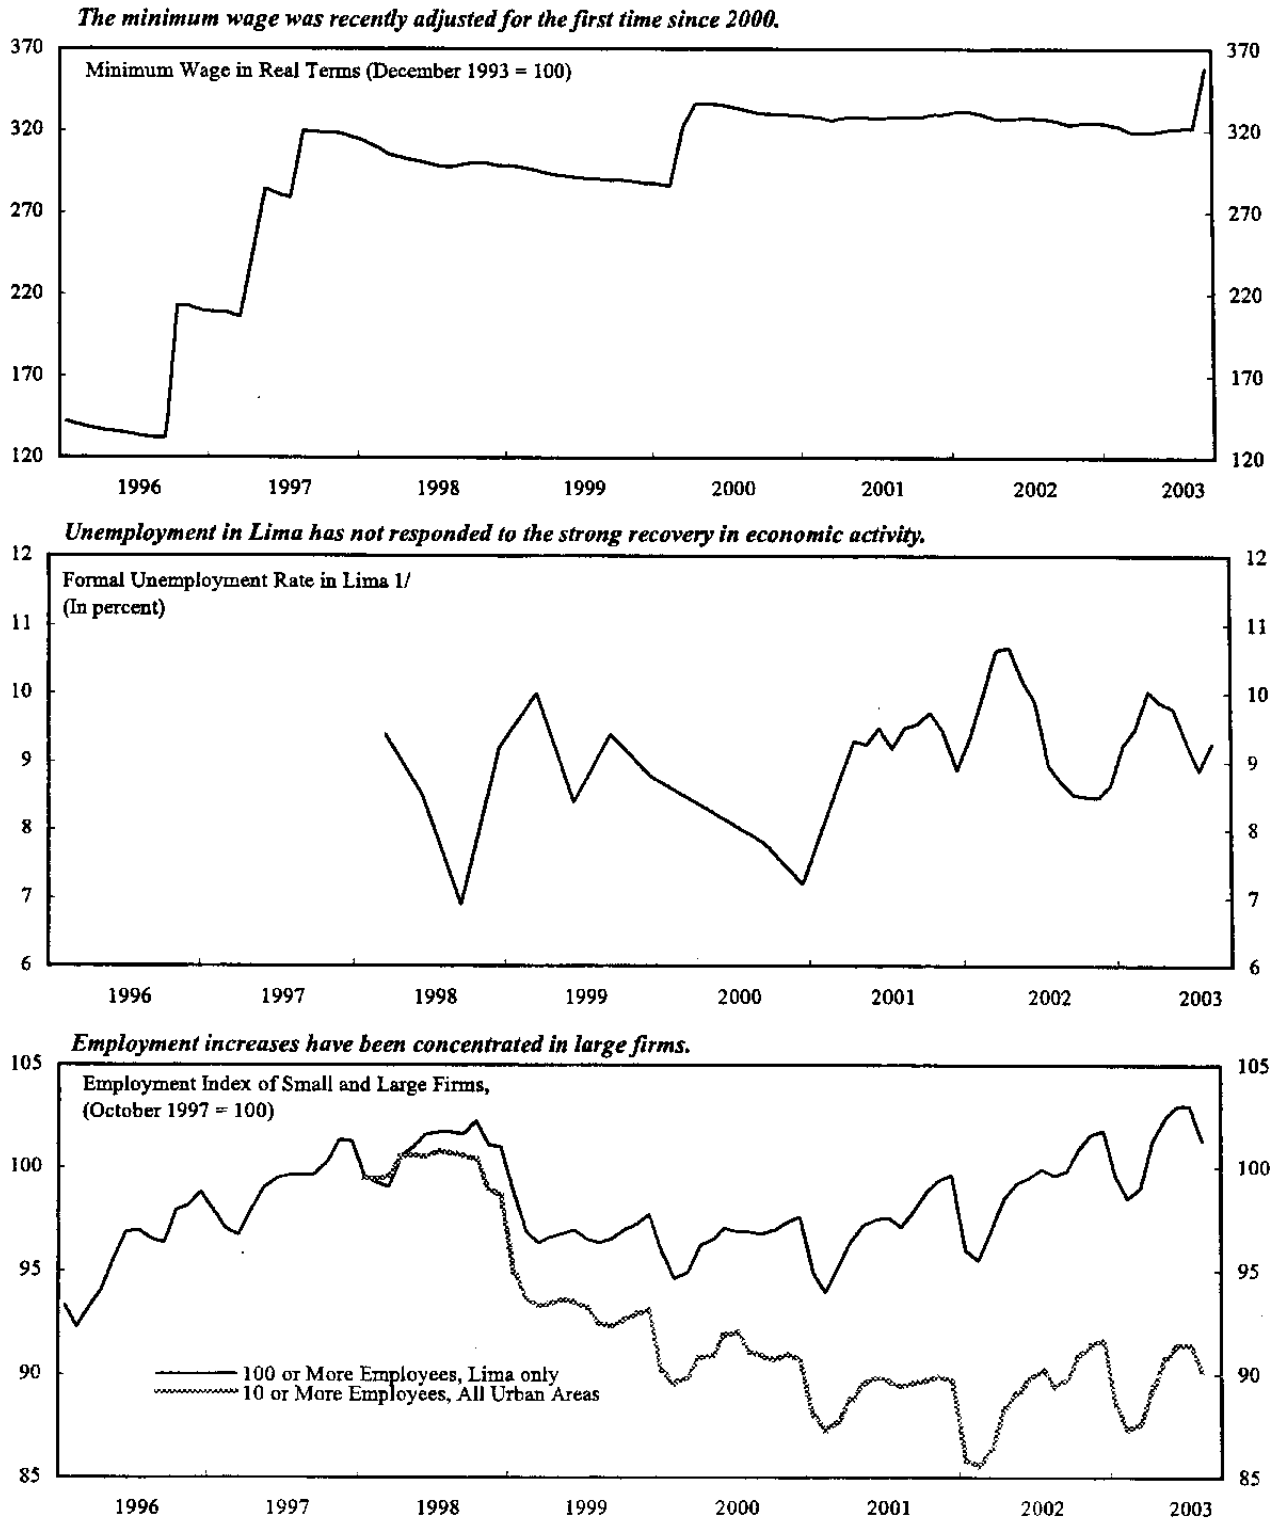 The minimum wage was recently adjusted for the first time since 2000.
370 370
Minimum Wage in Real Terms (December 1993 = 100)
320 320
270 270
220 220
170 170
120 120
1996 1997 1998 1999 2000 2001 2002 2003
Unemployment in Lima has not responded to the strong recovery in economic activity.
12 12
Formal Unemployment Rate in Lima 1/
(In percent)
11 11
10 10
9 9
8 8
7 7
6 6
1996 1997 1998 1999 2000 2001 2002 2003
Employment increases have been concentrated in large firms.
105 105
Employment Index of Small and Large Firms,
(October 1997 = 100)
100 100
95 95
90 90
100 or More Employees, Lima only
10 or More Employees, All Urban Areas
85 85
1996 1997 1998 1999 2000 2001 2002 2003